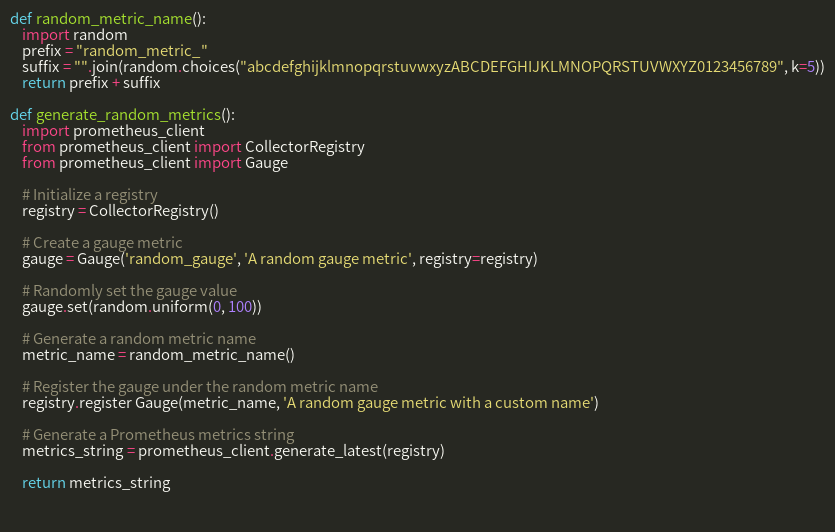 def random_metric_name():
    import random
    prefix = "random_metric_"
    suffix = "".join(random.choices("abcdefghijklmnopqrstuvwxyzABCDEFGHIJKLMNOPQRSTUVWXYZ0123456789", k=5))
    return prefix + suffix

def generate_random_metrics():
    import prometheus_client
    from prometheus_client import CollectorRegistry
    from prometheus_client import Gauge

    # Initialize a registry
    registry = CollectorRegistry()

    # Create a gauge metric
    gauge = Gauge('random_gauge', 'A random gauge metric', registry=registry)

    # Randomly set the gauge value
    gauge.set(random.uniform(0, 100))

    # Generate a random metric name
    metric_name = random_metric_name()

    # Register the gauge under the random metric name
    registry.register Gauge(metric_name, 'A random gauge metric with a custom name')

    # Generate a Prometheus metrics string
    metrics_string = prometheus_client.generate_latest(registry)

    return metrics_string